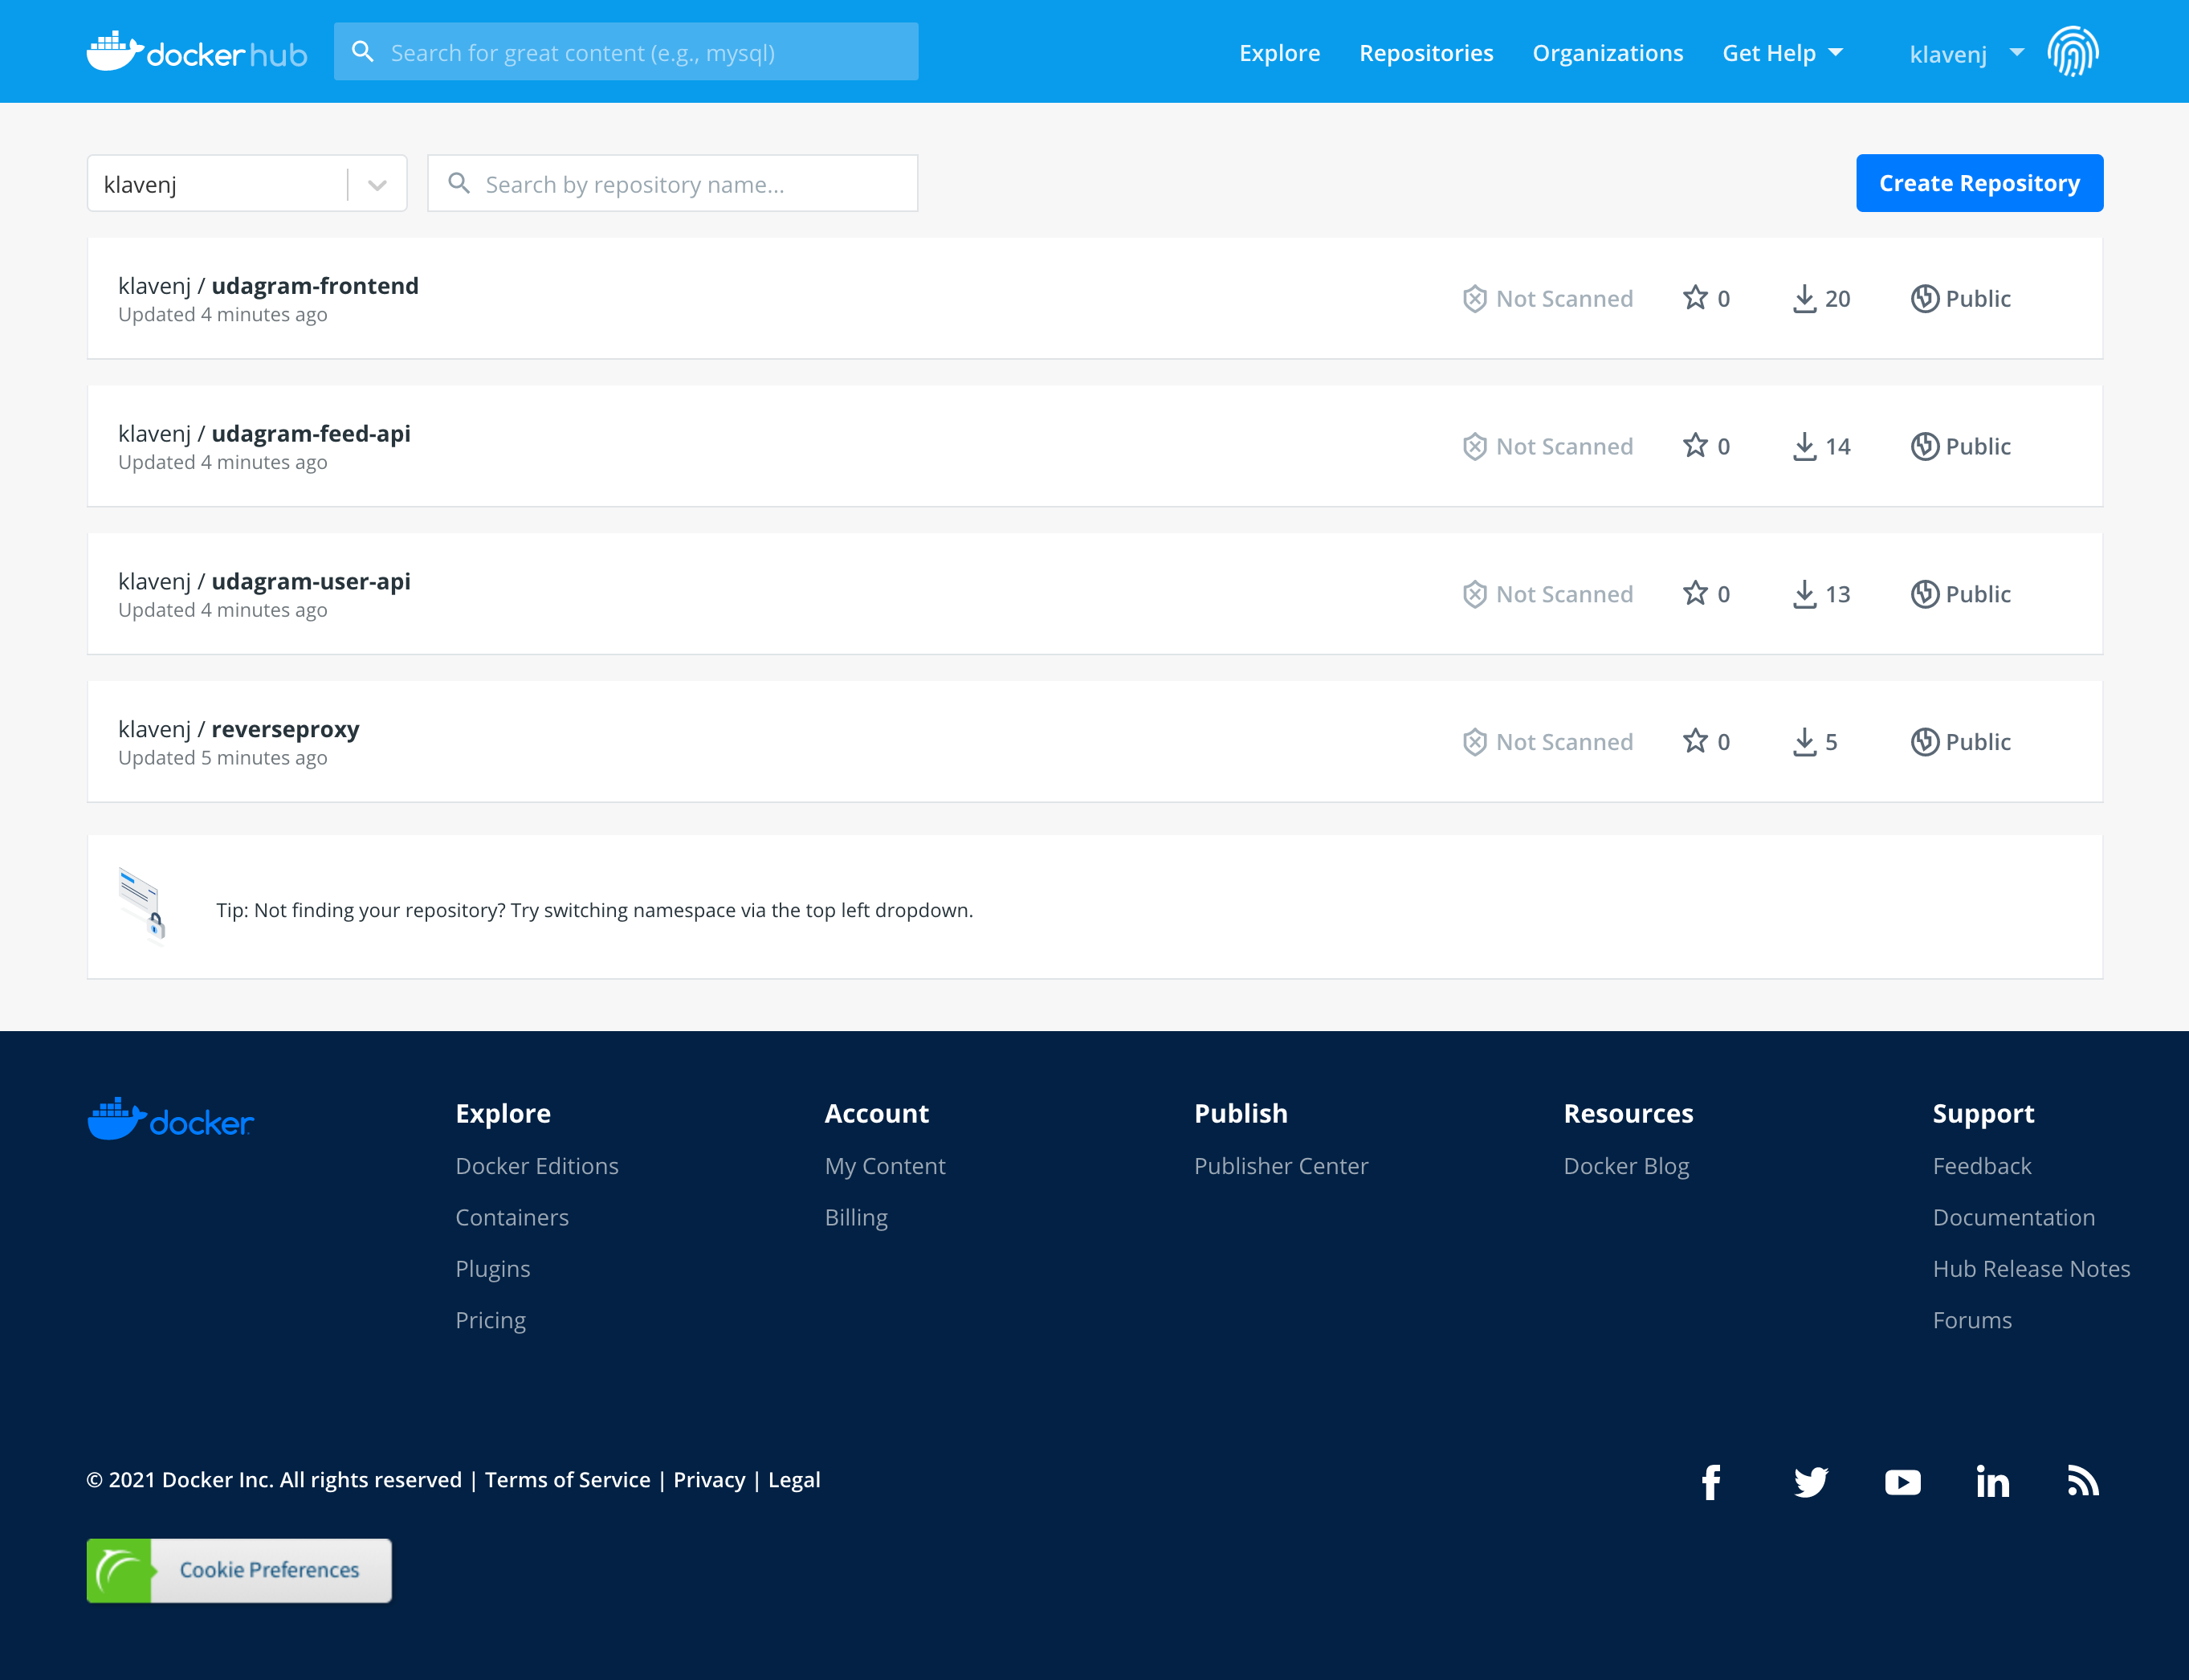 docker hub
Search for great content (e.g., mysql)
Explore
Repositories
Organizations
Get Help
klavenj
klavenj
Search by repository name...
Create Repository
klavenj / udagram-frontend
Updated 4 minutes ago
Not Scanned
0
20
Public
klavenj / udagram-feed-api
Updated 4 minutes ago
Not Scanned
0
14
Public
klavenj / udagram-user-api
Updated 4 minutes ago
Not Scanned
0
13
Public
klavenj / reverseproxy
Updated 5 minutes ago
Not Scanned
0
5
Public
Tip: Not finding your repository? Try switching namespace via the top left dropdown.
docker
Explore
Docker Editions
Containers
Plugins
Pricing
Account
My Content
Billing
Publish
Publisher Center
Resources
Docker Blog
Support
Feedback
Documentation
Hub Release Notes
Forums
© 2021 Docker Inc. All rights reserved | Terms of Service | Privacy | Legal
Cookie Preferences